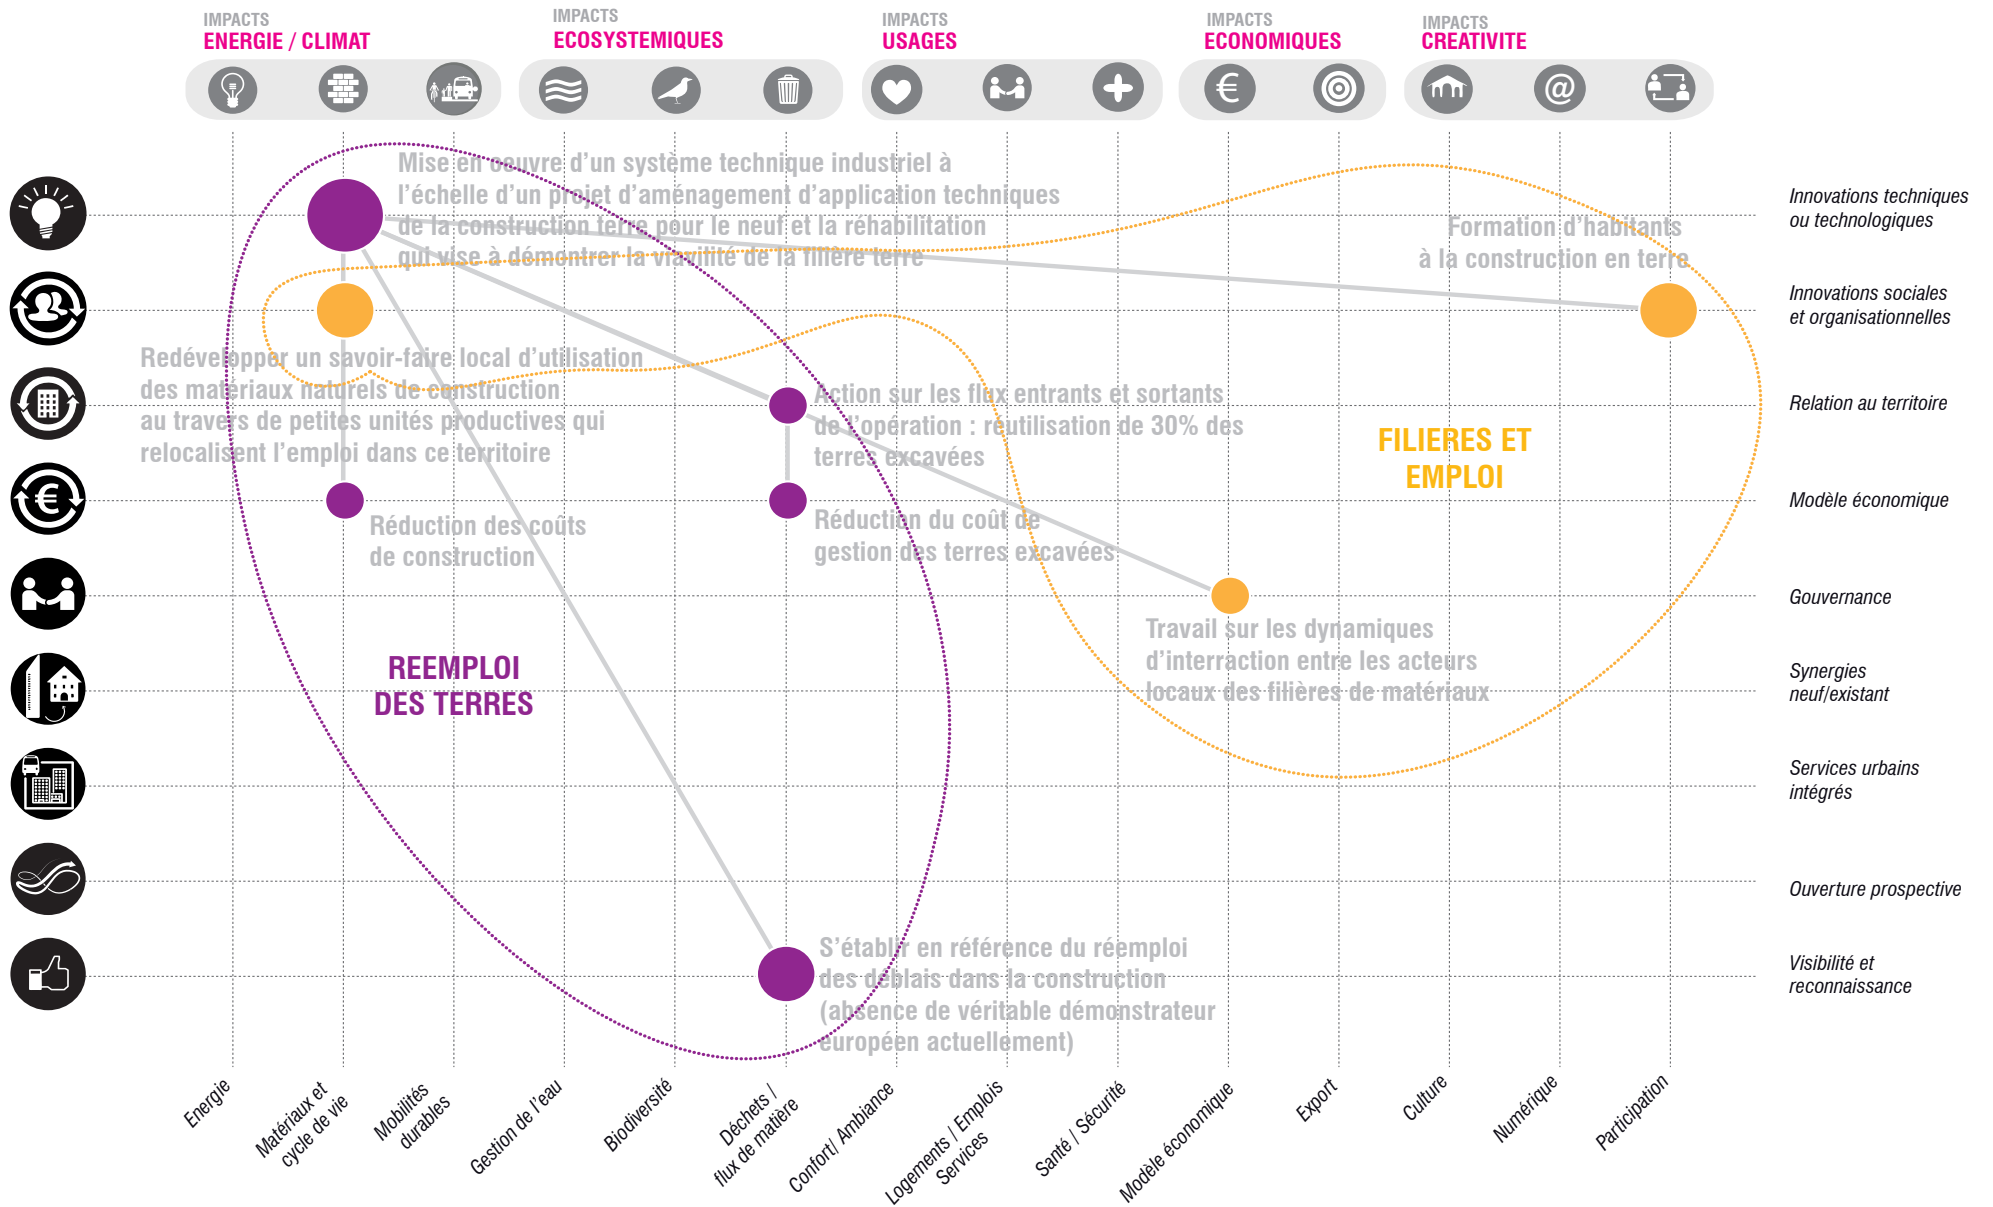 IMPACTS
ENERGIE / CLIMAT
IMPACTS
ECOSYSTEMIQUES
IMPACTS
USAGES
IMPACTS
ECONOMIQUES
IMPACTS
CREATIVITE
€
@
Mise en oeuvre d’un système technique industriel à
l’échelle d’un projet d’aménagement d’application techniques
de la construction terre pour le neuf et la réhabilitation
qui vise à démontrer la viavilité de la filière terre
Formation d’habitants
à la construction en terre
Innovations techniques
ou technologiques
Innovations sociales
et organisationnelles
Redévelopper un savoir-faire local d’utilisation
des matériaux naturels de construction
au travers de petites unités productives qui
relocalisent l’emploi dans ce territoire
Action sur les flux entrants et sortants
de l’opération : réutilisation de 30% des
terres excavées
FILIERES ET
EMPLOI
Relation au territoire
€
Réduction des coûts
de construction
Réduction du coût de
gestion des terres excavées
Modèle économique
Gouvernance
Travail sur les dynamiques
d’interraction entre les acteurs
locaux des filières de matériaux
REEMPLOI
DES TERRES
Synergies
neuf/existant
Services urbains
intégrés
Ouverture prospective
S’établir en référence du réemploi
des déblais dans la construction
(absence de véritable démonstrateur
européen actuellement)
Visibilité et
reconnaissance
Energie
Matériaux et
cycle de vie
Mobilités
durables
Gestion de l’eau
Biodiversité
Déchets /
flux de matière
Confort/ Ambiance
Logements / Emplois
Services
Santé / Sécurité
Modèle économique
Export
Culture
Numérique
Participation